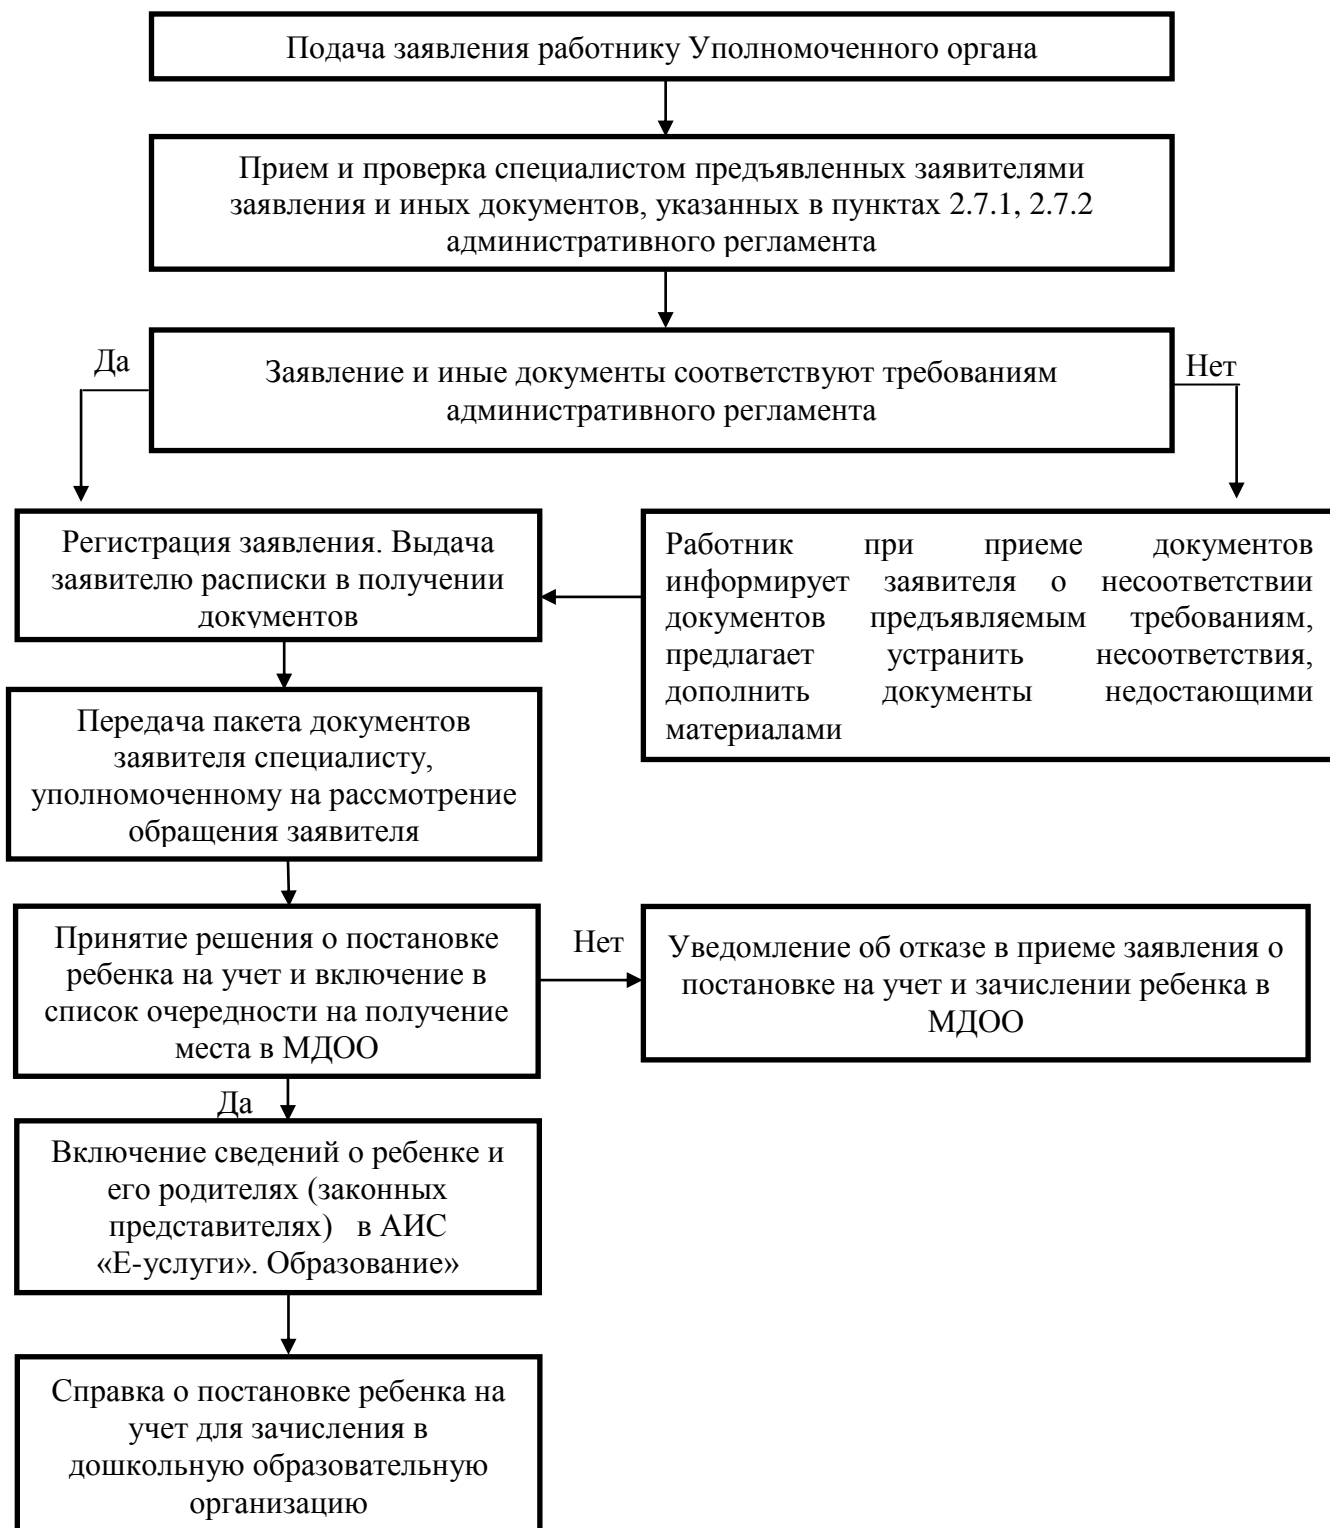 Подача заявления работнику Уполномоченного органа
Прием и проверка специалистом предъявленных заявителями
заявления и иных документов, указанных в пунктах 2.7.1, 2.7.2
административного регламента
Да
Заявление и иные документы соответствуют требованиям
административного регламента
Нет
Регистрация заявления. Выдача
заявителю расписки в получении
документов
Работник при приеме документов
информирует заявителя о несоответствии
документов предъявляемым требованиям,
предлагает устранить несоответствия,
дополнить документы недостающими
материалами
Передача пакета документов
заявителя специалисту,
уполномоченному на рассмотрение
обращения заявителя
Принятие решения о постановке
ребенка на учет и включение в
список очередности на получение
места в МДОО
Нет
Уведомление об отказе в приеме заявления о
постановке на учет и зачислении ребенка в
МДОО
Да
Включение сведений о ребенке и
его родителях (законных
представителях) в АИС
«Е-услуги». Образование»
Справка о постановке ребенка на
учет для зачисления в
дошкольную образовательную
организацию